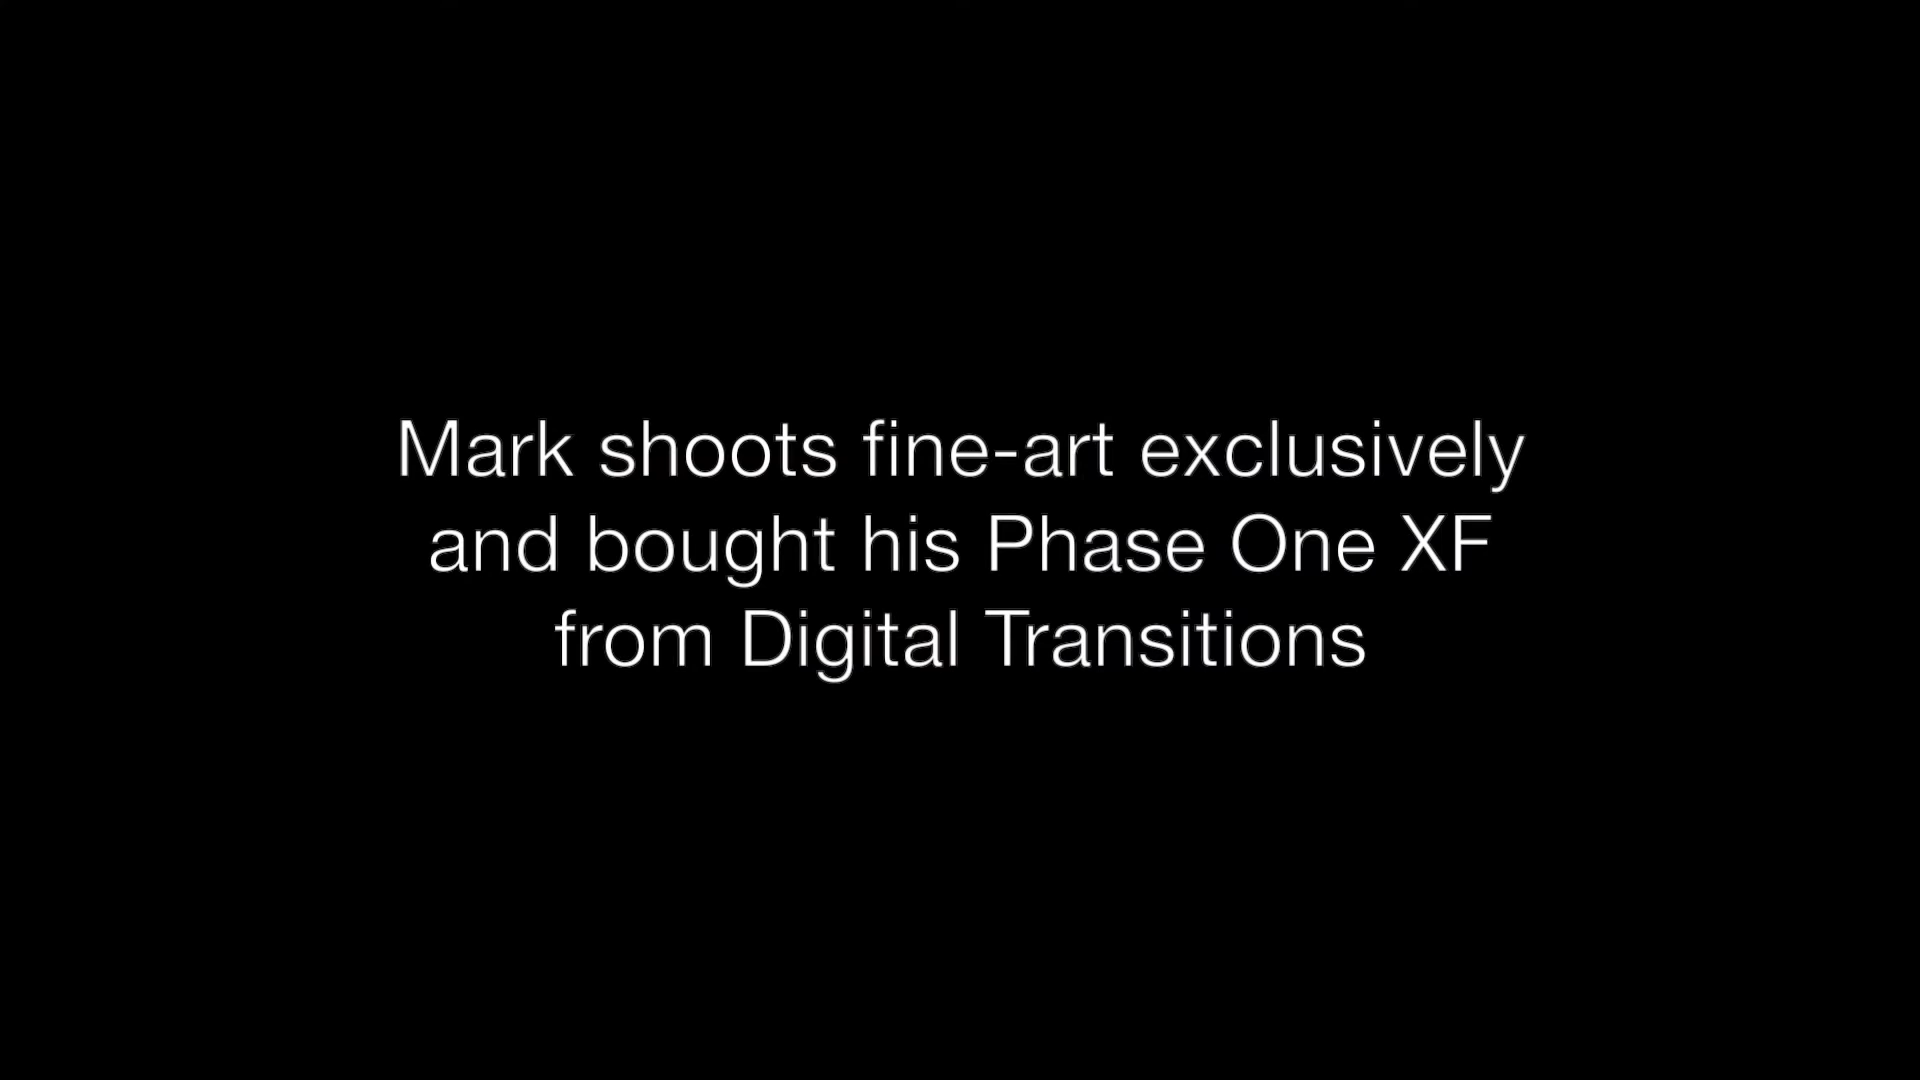 Mark shoots fine-art exclusively
and bought his Phase One XF
from Digital Transitions